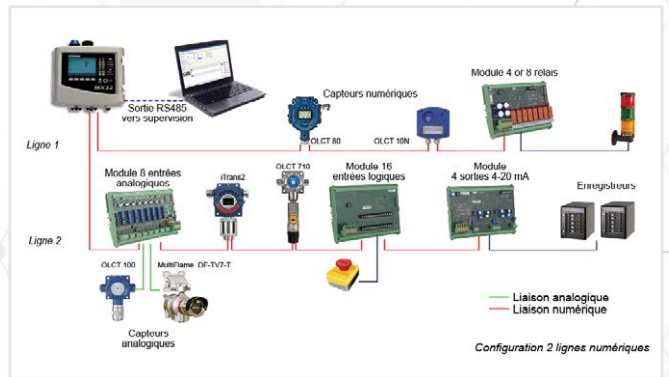 MX32
Sortie RS485
vers supervision
Capteurs numériques
OLCT 80
OLCT 10N
Module 4 or 8 relais
Ligne 1
Module 8 entrées
analogiques
iTrans2
OLCT 710
Module 16
entrées logiques
Module
4 sorties 4-20 mA
Enregistreurs
Ligne 2
OLCT 100
MultiFlame DF-TV7-T
Capteurs
analogiques
Liaison analogique
Liaison numérique
Configuration 2 lignes numériques